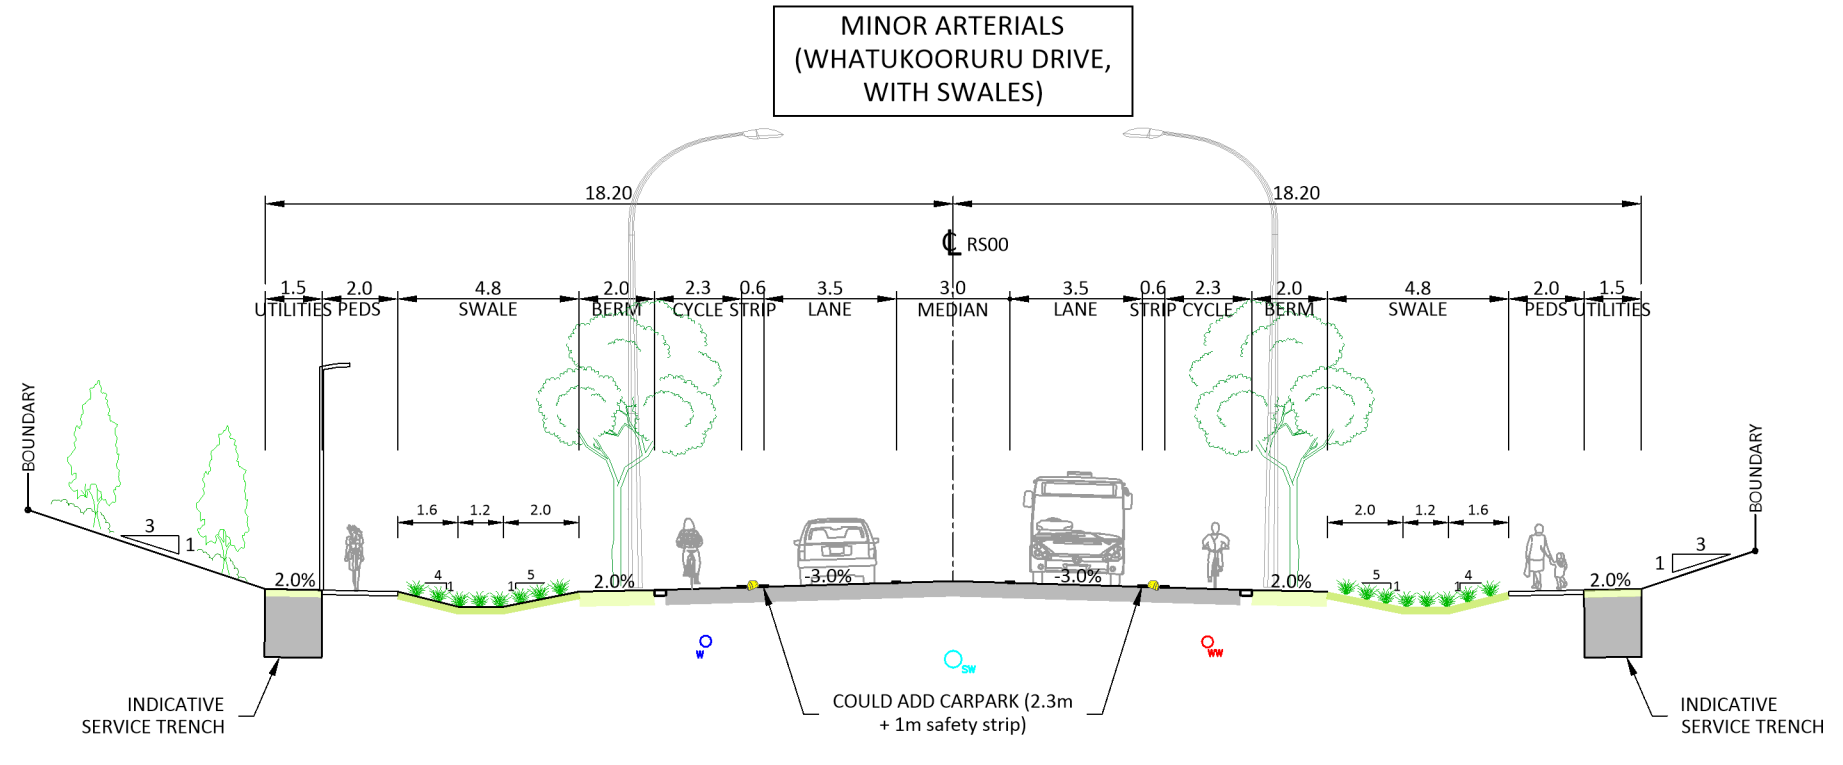 MINOR ARTERIALS
(WHATUKOORURU DRIVE,
WITH SWALES)
18.20 18.20
℄ RS00
1.5 2.0 4.8 2.0 2.3 0.6 3.5 3.0 3.5 0.6 2.3 2.0 4.8 2.0 1.5
UTILITIES PEDS SWALE BERM CYCLE STRIP LANE MEDIAN LANE STRIP CYCLE BERM SWALE PEDS UTILITIES
BOUNDARY
BOUNDARY
1.6 1.2 2.0 2.0 1.2 1.6
3 1 3 1
4 1 1 5 5 1 1 4
2.0% 2.0% -3.0% -3.0% 2.0% 2.0%
W SW WW
INDICATIVE
SERVICE TRENCH
COULD ADD CARPARK (2.3m
+ 1m safety strip)
INDICATIVE
SERVICE TRENCH